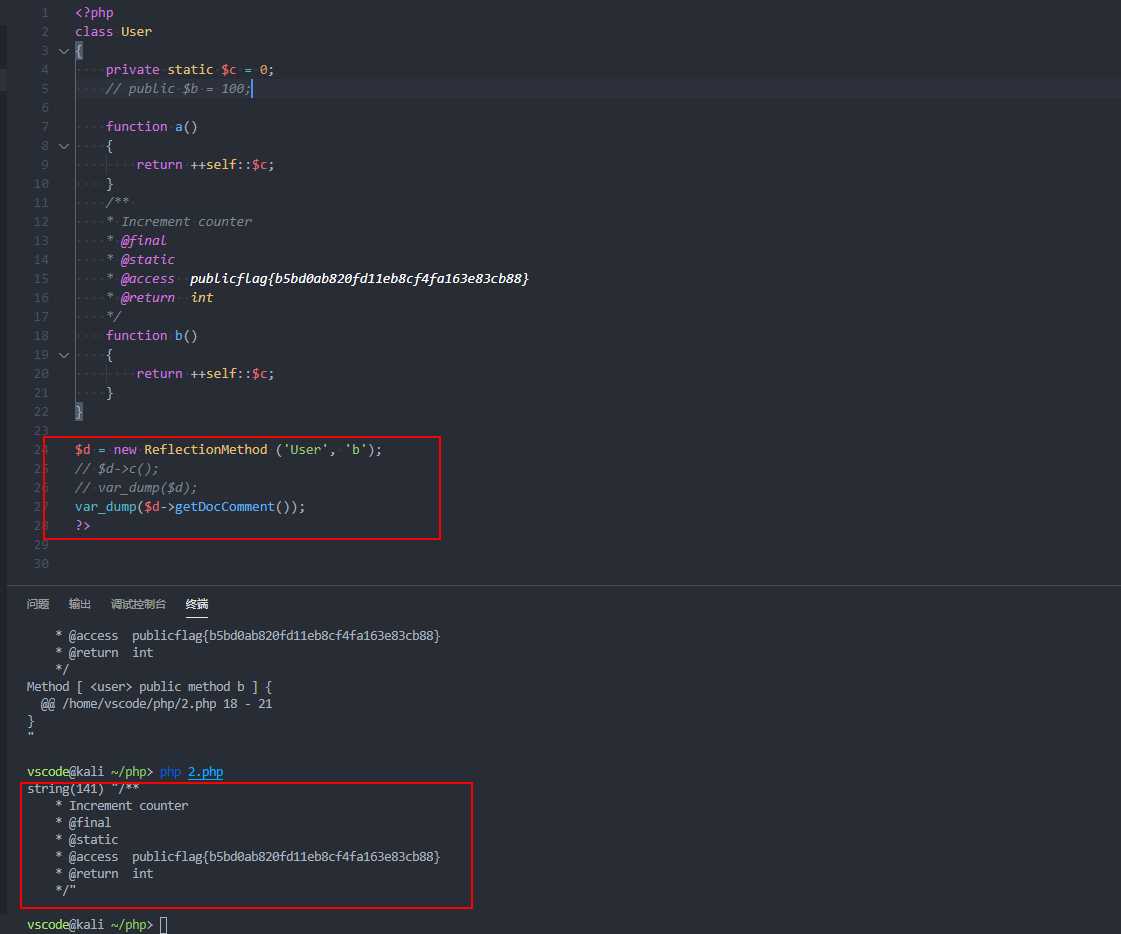 1 <?php
2 class User
3 {
4 private static $c = 0;
5 // public $b = 100;
6
7 function a()
8 {
9 return ++self::$c;
10 }
11 /**
12 * Increment counter
13 * @final
14 * @static
15 * @access publicflag{b5bd0ab820fd11eb8cf4fa163e83cb88}
16 * @return int
17 */
18 function b()
19 {
20 return ++self::$c;
21 }
22 }
23
24 $d = new ReflectionMethod ('User', 'b');
25 // $d->c();
26 // var_dump($d);
27 var_dump($d->getDocComment());
28 ?>
29
30
问题 输出 调试控制台 终端
* @access publicflag{b5bd0ab820fd11eb8cf4fa163e83cb88}
* @return int
*/
Method [ <user> public method b ] {
@@ /home/vscode/php/2.php 18 - 21
}
"
vscode@kali ~/php> php 2.php
string(141) "/**
* Increment counter
* @final
* @static
* @access publicflag{b5bd0ab820fd11eb8cf4fa163e83cb88}
* @return int
*/"
vscode@kali ~/php>